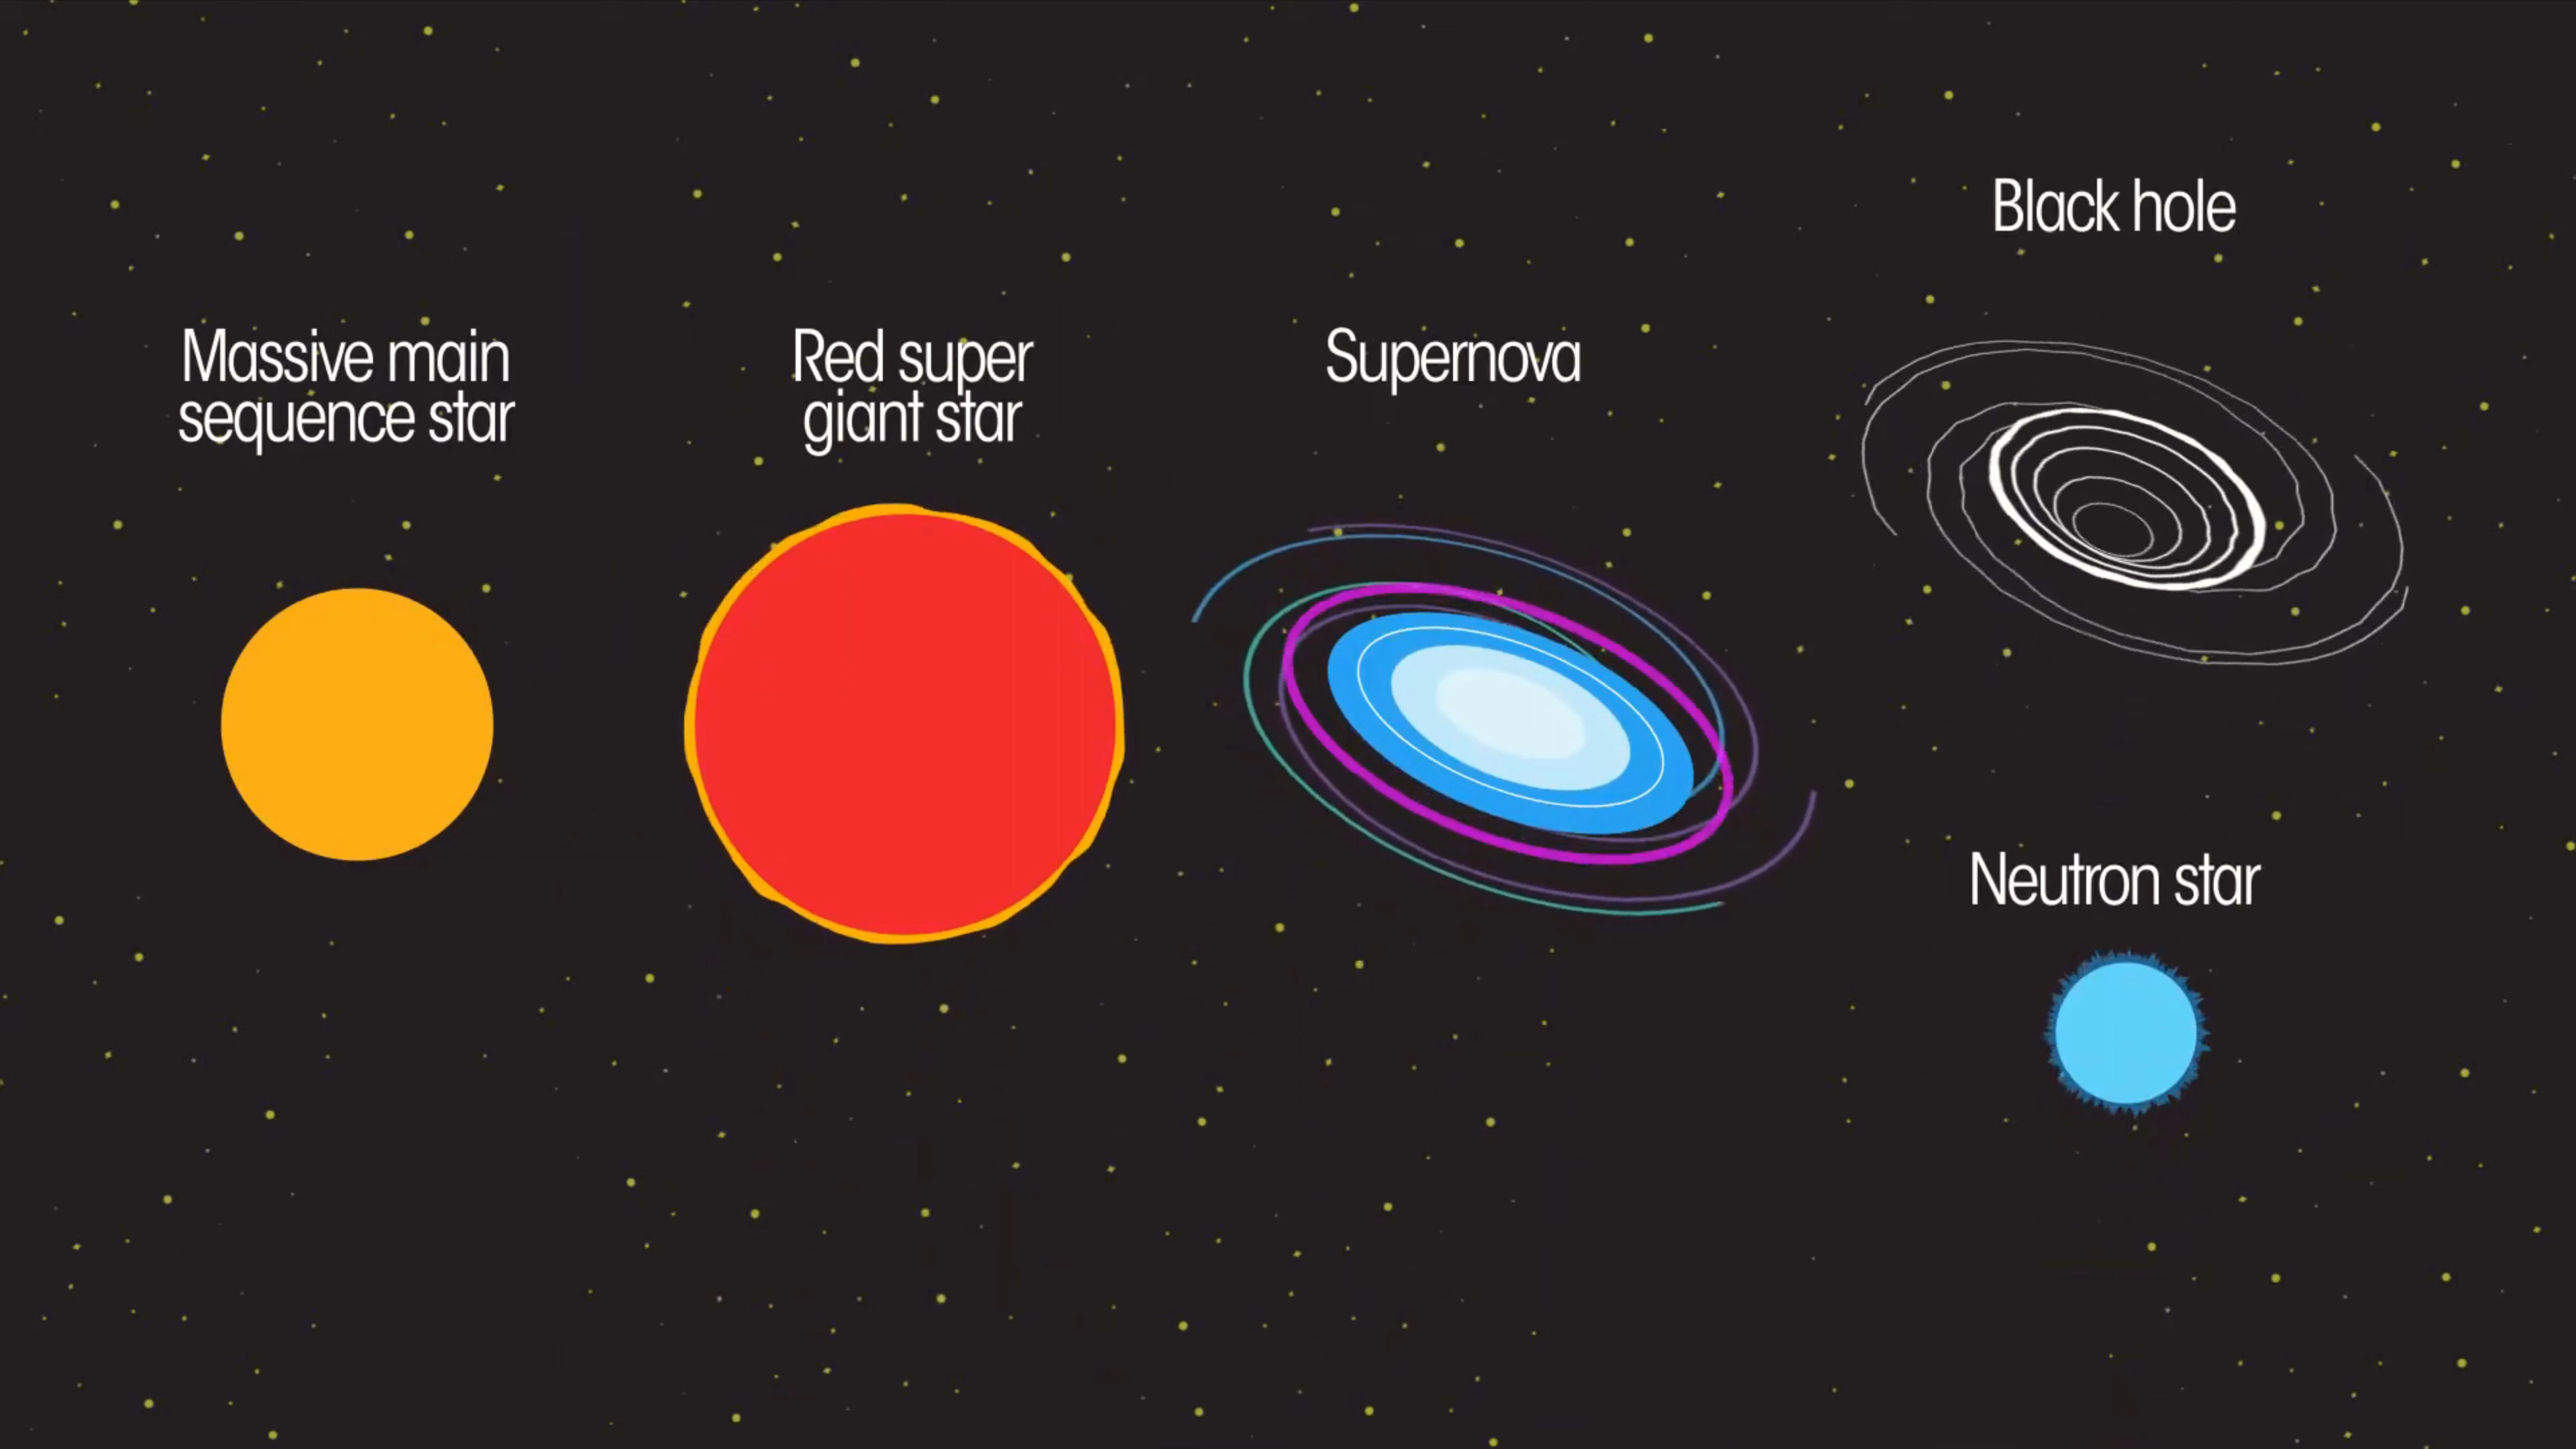 Massive main
sequence star
Red super
giant star
Supernova
Black hole
Neutron star